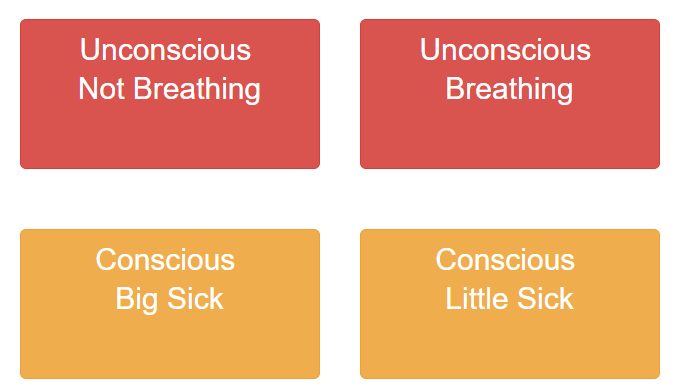 Unconscious
Not Breathing
Unconscious
Breathing
Conscious
Big Sick
Conscious
Little Sick